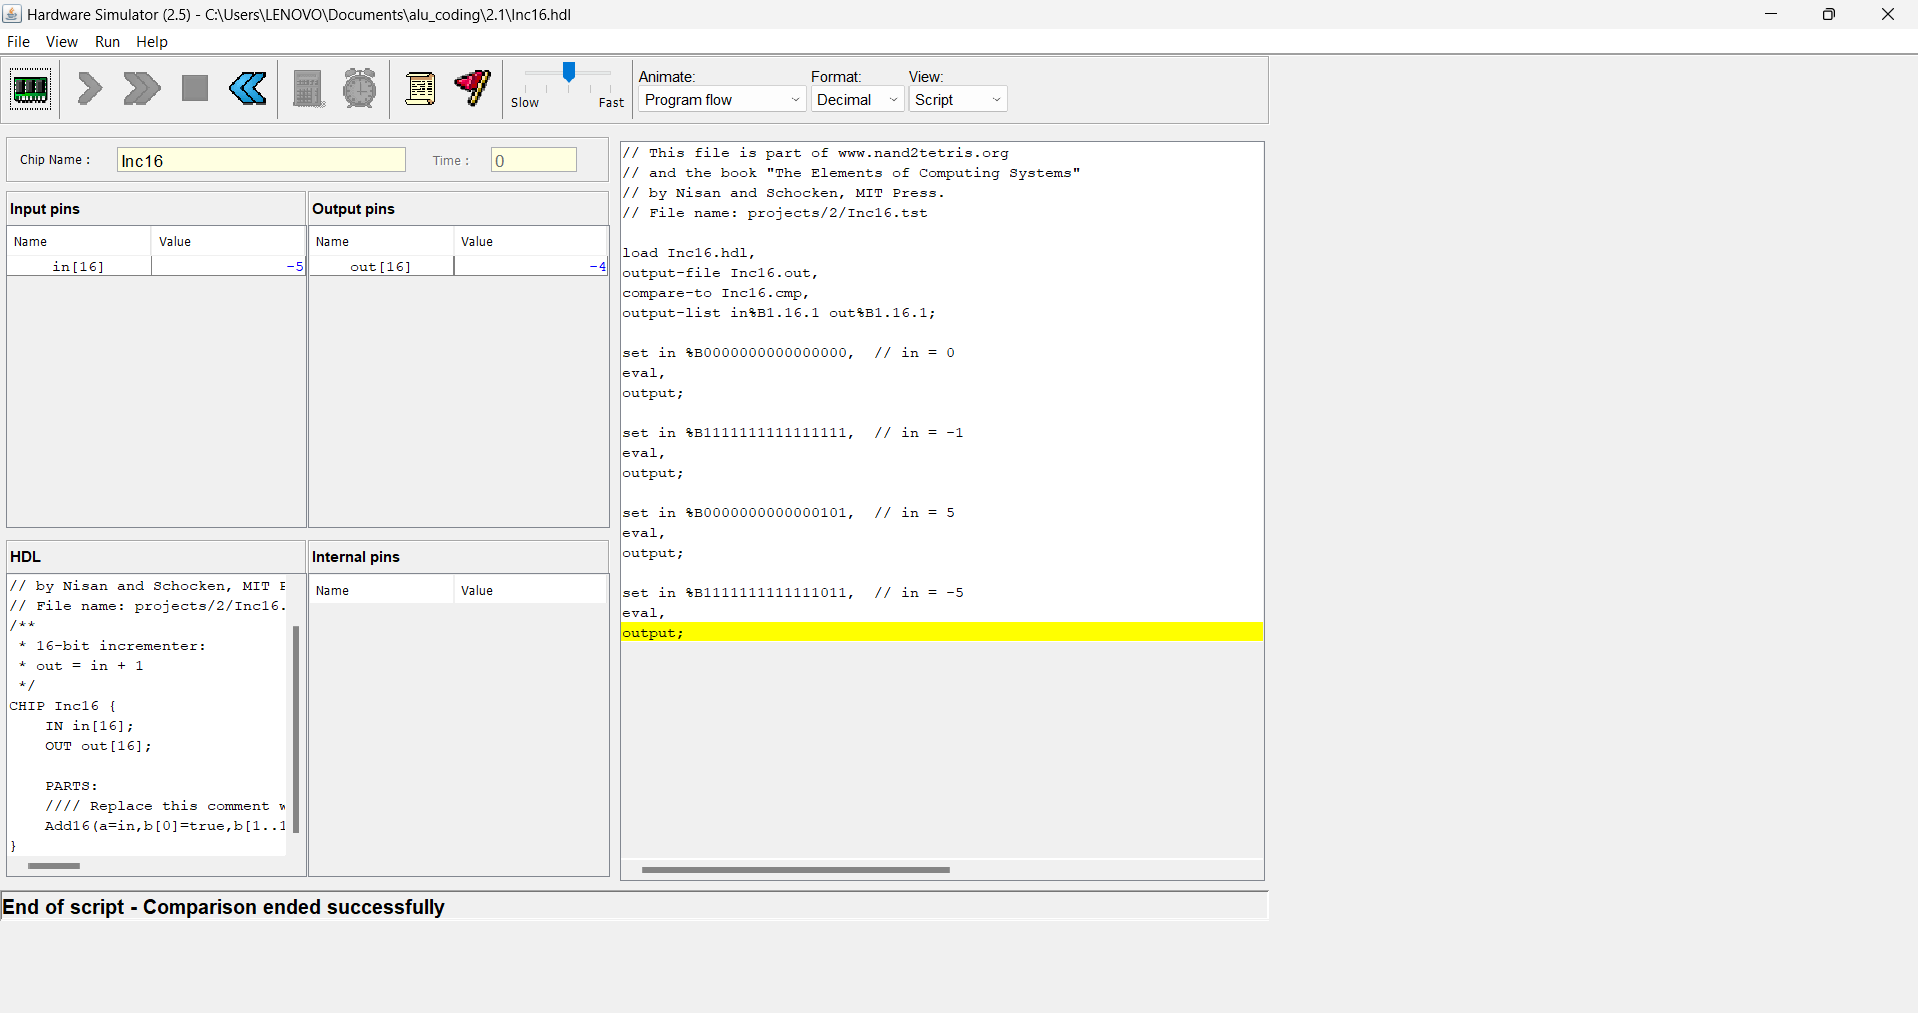 Hardware Simulator (2.5) - C:\Users\LENOVO\Documents\alu_coding\2.1\Inc16.hdl
File View Run Help
Slow Fast
Animate: Format: View:
Program flow Decimal Script
Chip Name : Inc16 Time : 0
Input pins
Name Value
in[16] -5
Output pins
Name Value
out[16] -4
HDL
// by Nisan and Schocken, MIT
// File name: projects/2/Inc16.
/**
* 16-bit incrementer:
* out = in + 1
*/
CHIP Inc16 {
IN in[16];
OUT out[16];
PARTS:
//// Replace this comment
Add16(a=in,b[0]=true,b[1..1
}
Internal pins
Name Value
// This file is part of www.nand2tetris.org
// and the book "The Elements of Computing Systems"
// by Nisan and Schocken, MIT Press.
// File name: projects/2/Inc16.tst
load Inc16.hdl,
output-file Inc16.out,
compare-to Inc16.cmp,
output-list in%B1.16.1 out%B1.16.1;
set in %B0000000000000000, // in = 0
eval,
output;
set in %B1111111111111111, // in = -1
eval,
output;
set in %B0000000000000101, // in = 5
eval,
output;
set in %B1111111111111011, // in = -5
eval,
output;
End of script - Comparison ended successfully